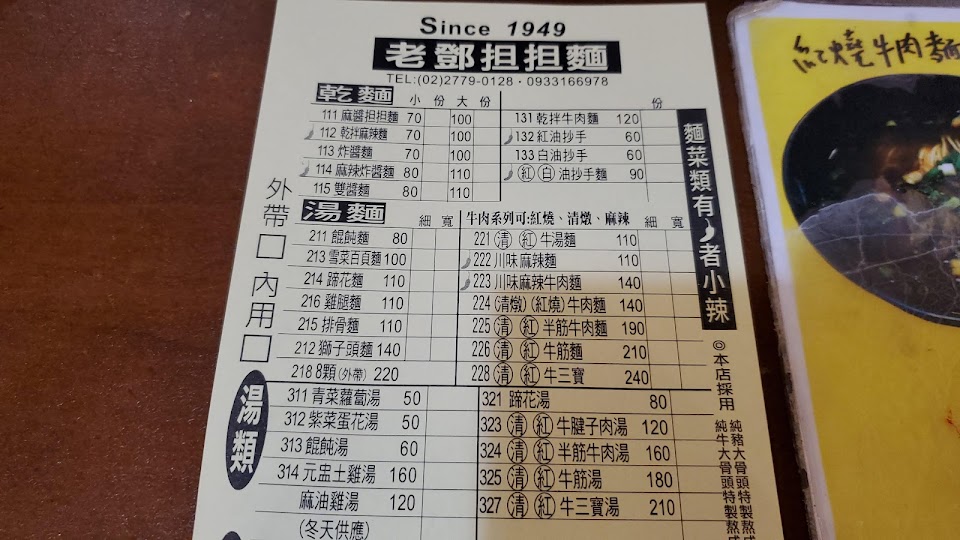 Since 1949
老鄧担担麵
TEL:(02)2779-0128‧0933166978
乾麵 小份 大份
111 麻醬担担麵 70 100
112 乾拌麻辣麵 70 100
113 炸醬麵 70 100
114 麻辣炸醬麵 80 110
115 雙醬麵 80 110
份
131 乾拌牛肉麵 120
132 紅油抄手 60
133 白油抄手 60
紅 白 油抄手麵 90
麵菜類有 者小辣
外帶□ 內用□
湯麵 細 寬
211 餛飩麵 80
213 雪菜百頁麵 100
214 蹄花麵 110
216 雞腿麵 110
215 排骨麵 110
212 獅子頭麵 140
218 8顆(外帶) 220
牛肉系列可:紅燒、清燉、麻辣 細 寬
221 清 紅 牛湯麵 110
222 川味麻辣麵 110
223 川味麻辣牛肉麵 140
224 (清燉)(紅燒)牛肉麵 140
225 清 紅 半筋牛肉麵 190
226 清 紅 牛筋麵 210
228 清 紅 牛三寶 240
湯類
311 青菜蘿蔔湯 50
312 紫菜蛋花湯 50
313 餛飩湯 60
314 元盅土雞湯 160
麻油雞湯 120
(冬天供應)
321 蹄花湯 80
323 清 紅 牛腱子肉湯 120
324 清 紅 半筋牛肉湯 160
325 清 紅 牛筋湯 180
327 清 紅 牛三寶湯 210
◎本店採用
純豬大骨頭特製熬
純牛大骨頭特製熬
紅燒牛肉麵